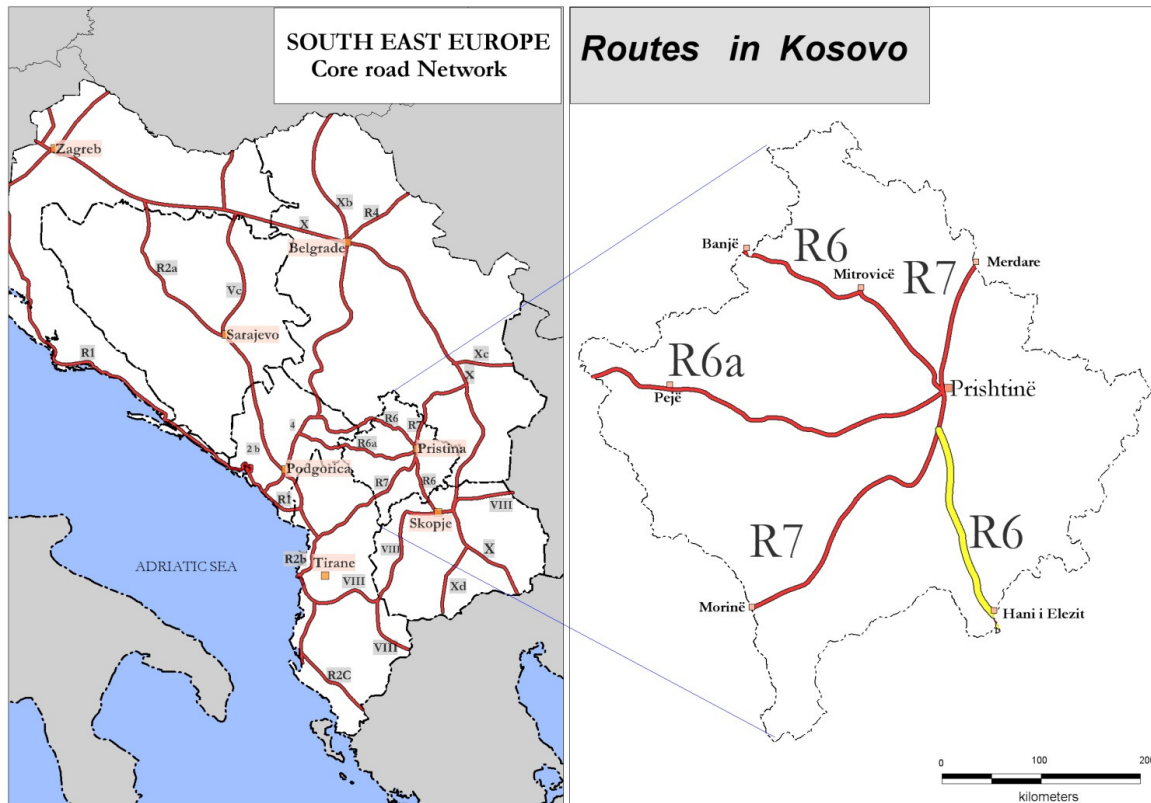 SOUTH EAST EUROPE
Core road Network
Zagreb
Xb
R4
X
Belgrade
R2a
Vc
Sarajevo
R1
Xc
X
4
R6
R7
R6a
Pristina
2 b
Podgorica
R7
R6
R1
VIII
Skopje
VIII
X
R2b
Tirane
ADRIATIC SEA
VIII
Xd
VIII
R2C
Routes in Kosovo
Banjë
R6
Mitrovicë
R7
Merdare
R6a
Pejë
Prishtinë
R7
R6
Morinë
Hani i Elezit
0 100 200
kilometers